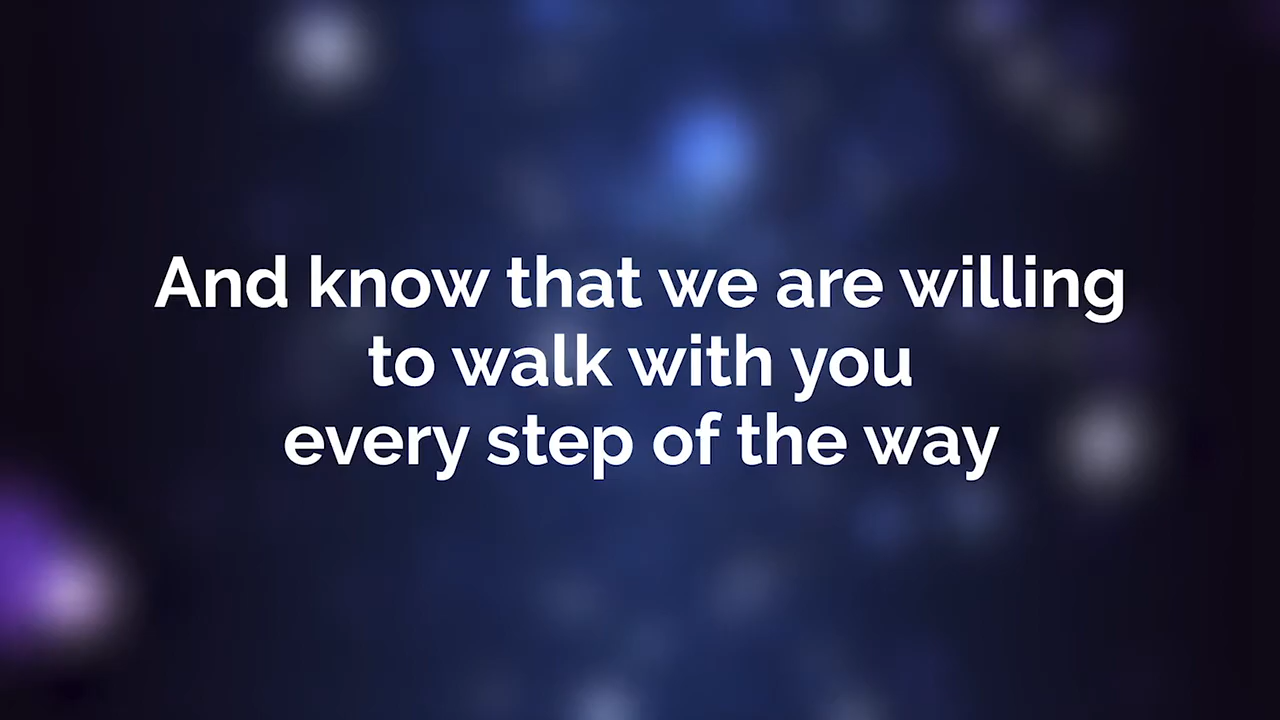 And know that we are willing
to walk with you
every step of the way